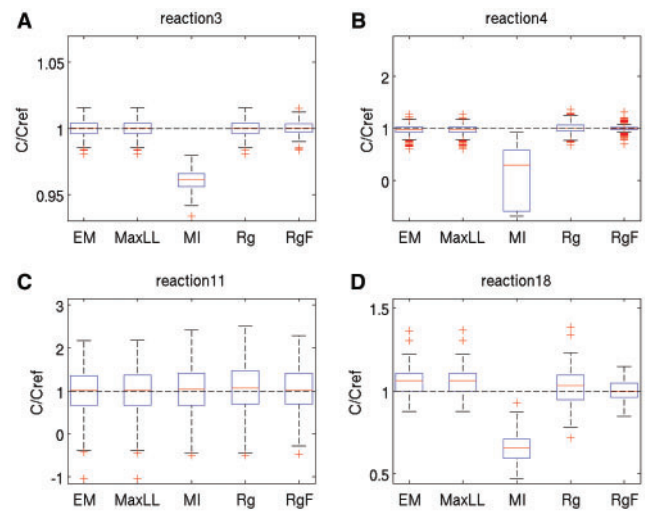 A reaction3
C/Cref
1.05
1
0.95
EM MaxLL MI Rg RgF
B reaction4
C/Cref
2
1
0
EM MaxLL MI Rg RgF
C reaction11
C/Cref
3
2
1
0
-1
EM MaxLL MI Rg RgF
D reaction18
C/Cref
1.5
1
0.5
EM MaxLL MI Rg RgF